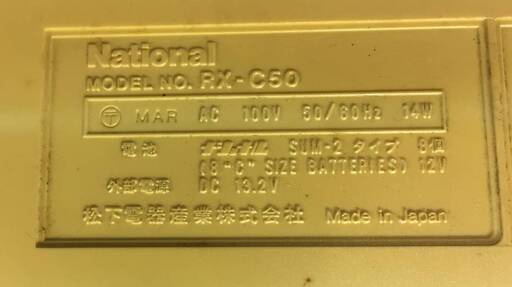 National
MODEL NO. RX-C50
〒 MAR AC 100V 50/60Hz 14W
電池 SUM-2 タイプ 8個
(8 "C" SIZE BATTERIES) 12V
外部電源 DC 13.2V
松下電器産業株式会社 Made in Japan